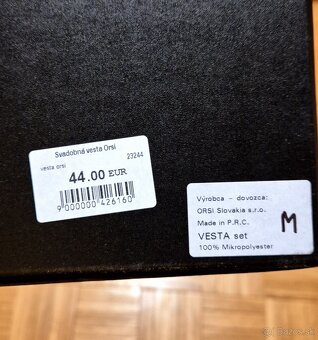 Svadobná vesta Orsi
23244
vesta orsi
44.00 EUR
9 000000 426160
Výrobca - dovozca:
ORSI Slovakia s.r.o.
Made in P.R.C.
VESTA set
100% Mikropolyester
M